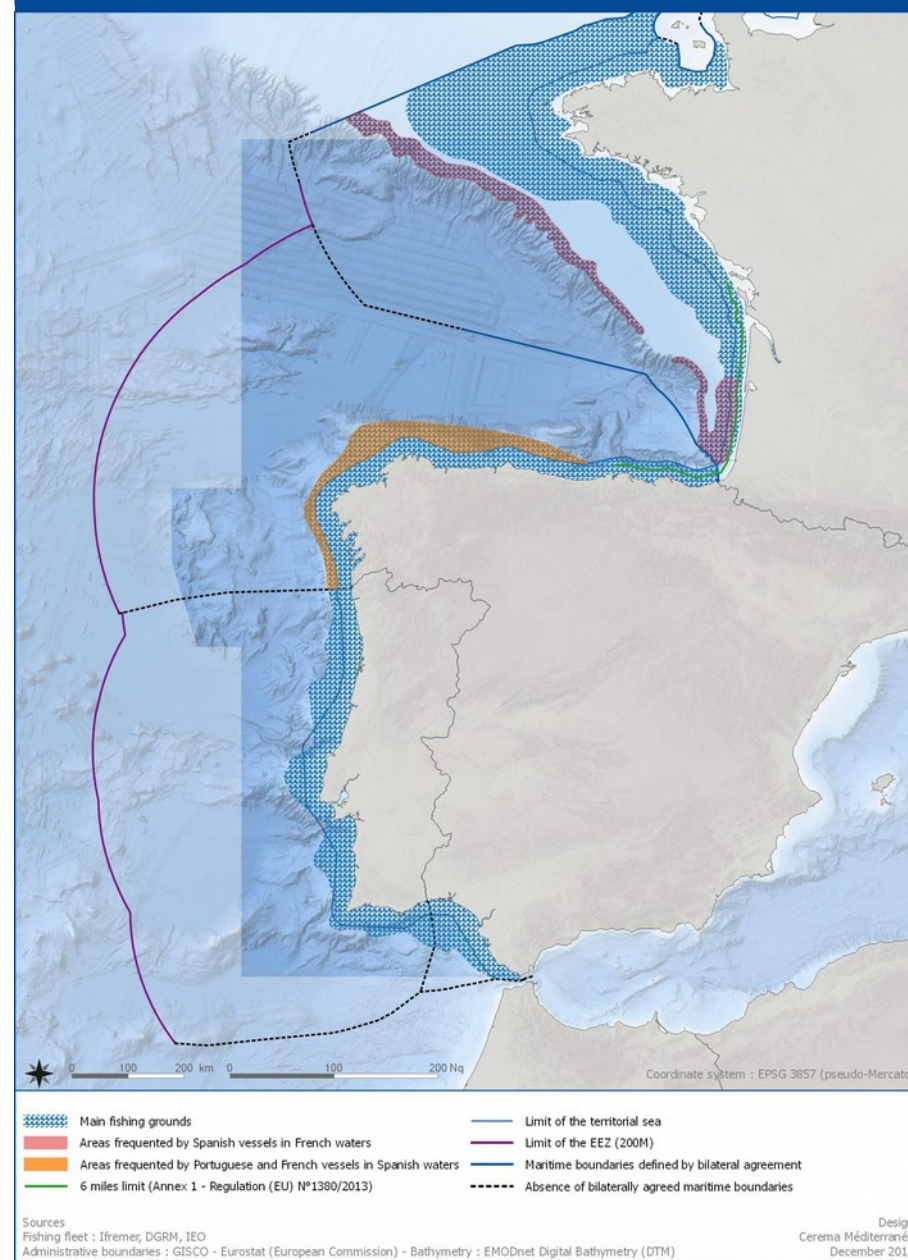 0 100 200 km 0 100 200 Nq
Coordinate system : EPSG 3857 (pseudo-Mercato
Main fishing grounds
Areas frequented by Spanish vessels in French waters
Areas frequented by Portuguese and French vessels in Spanish waters
6 miles limit (Annex 1 - Regulation (EU) N°1380/2013)
Limit of the territorial sea
Limit of the EEZ (200M)
Maritime boundaries defined by bilateral agreement
Absence of bilaterally agreed maritime boundaries
Sources
Fishing fleet : Ifremer, DGRM, IEO
Administrative boundaries : GISCO - Eurostat (European Commission) - Bathymetry : EMODnet Digital Bathymetry (DTM)
Desig
Cerema Méditerrané
December 201